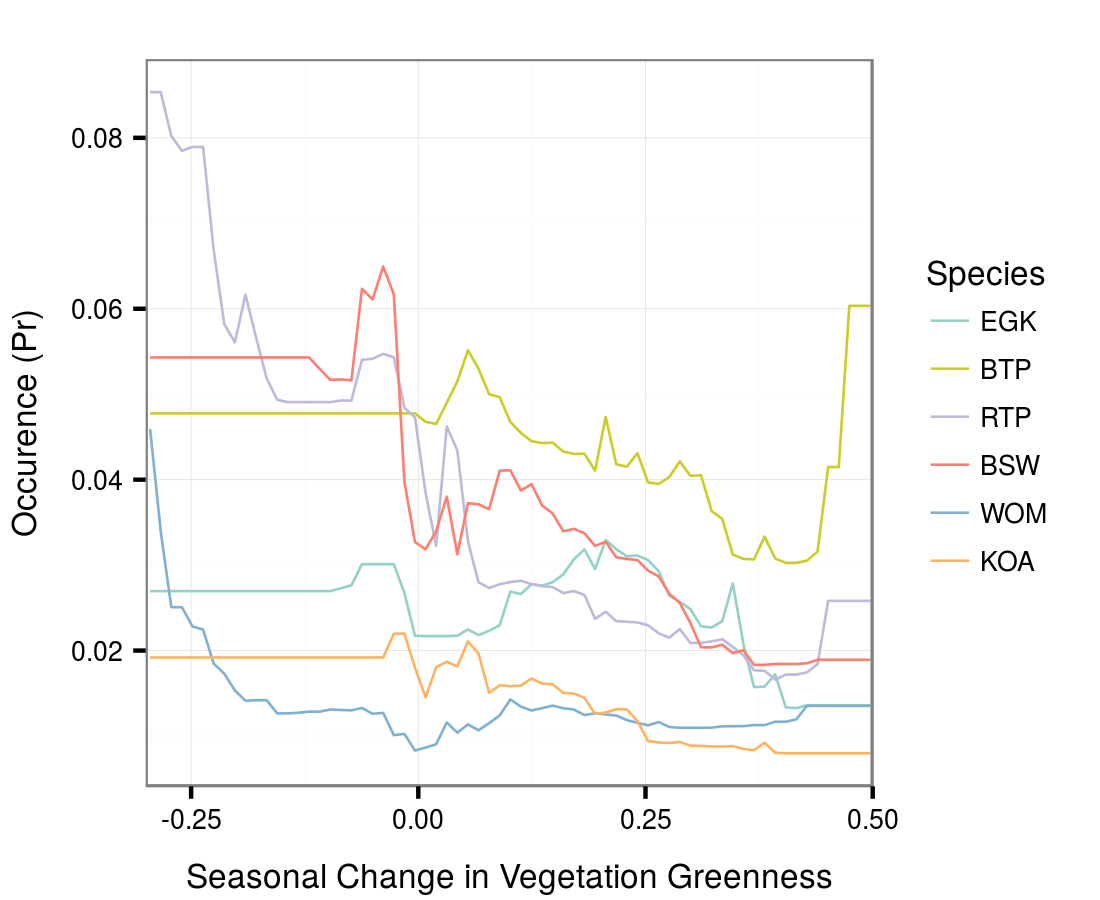 0.08
0.06
0.04
0.02
Occurence (Pr)
-0.25
0.00
0.25
0.50
Seasonal Change in Vegetation Greenness
Species
EGK
BTP
RTP
BSW
WOM
KOA